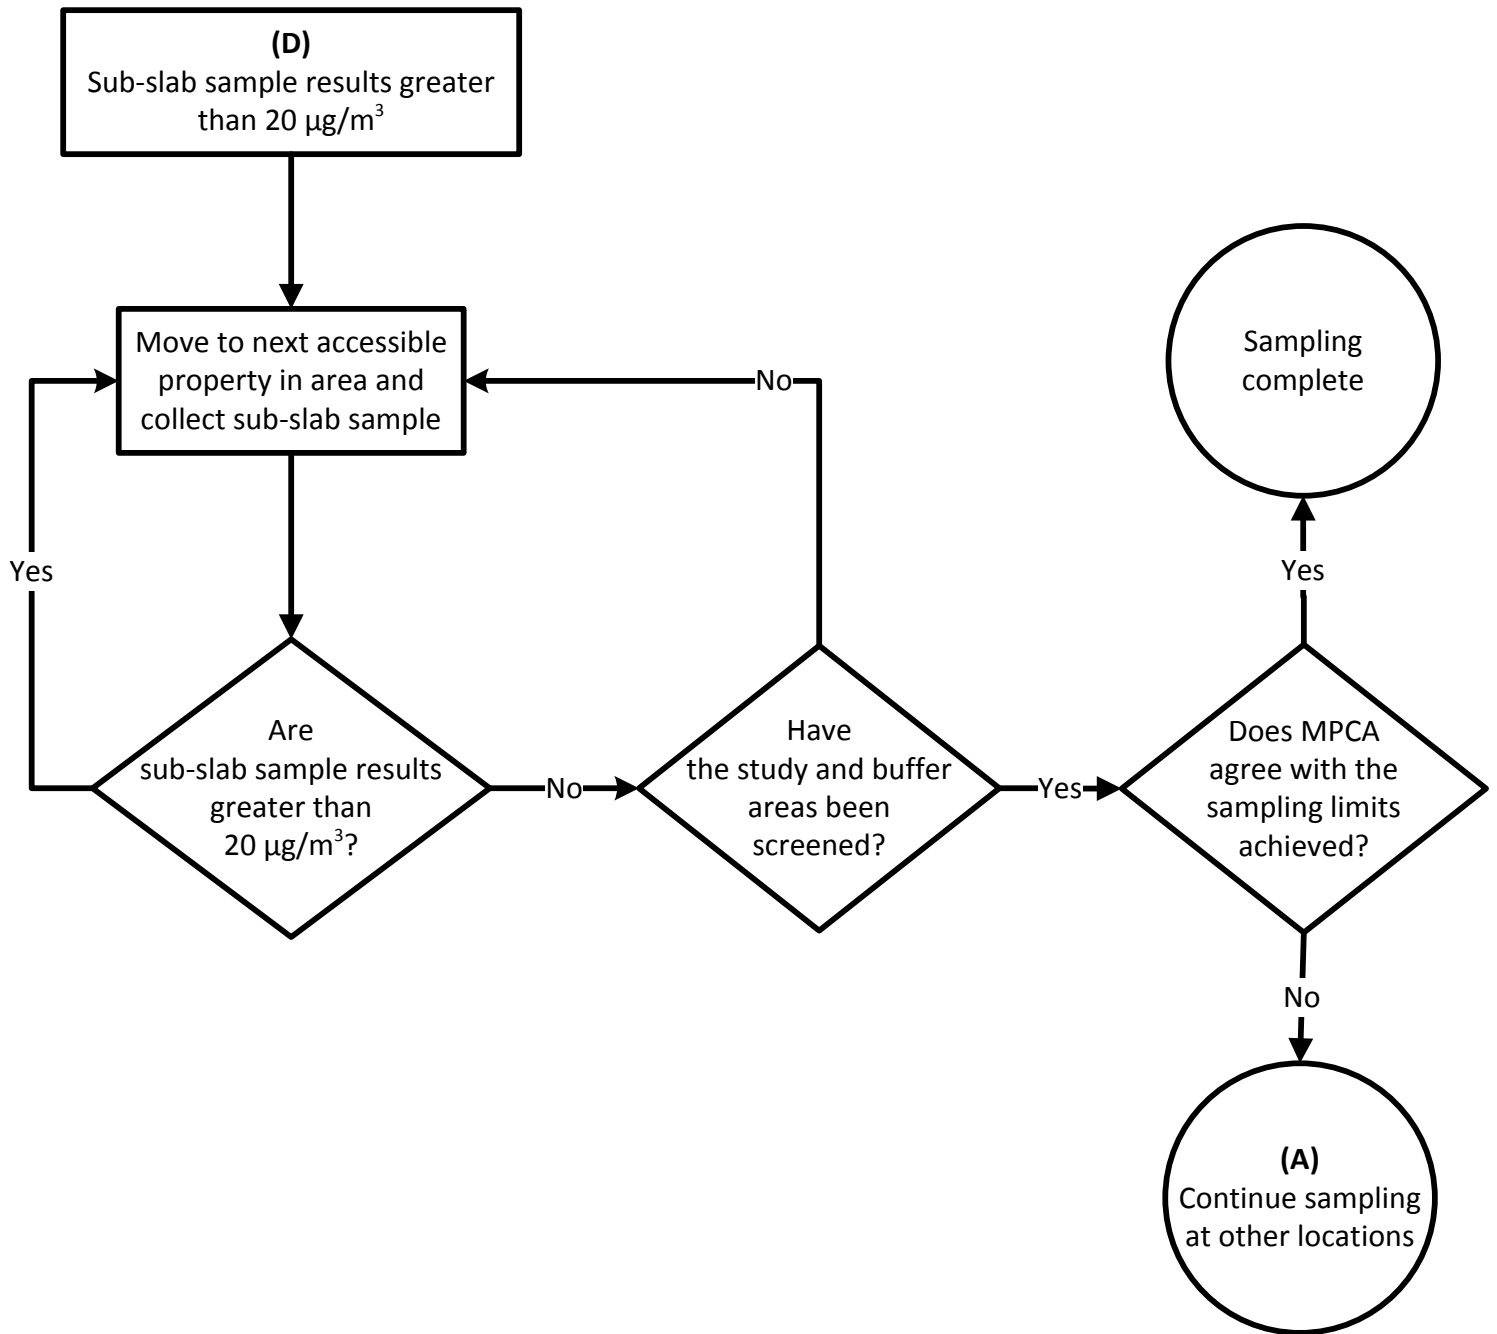 (D)
Sub-slab sample results greater
than 20 µg/m³
Move to next accessible
property in area and
collect sub-slab sample
No
Sampling
complete
Yes
Yes
Are
sub-slab sample results
greater than
20 µg/m³?
No
Have
the study and buffer
areas been
screened?
Yes
Does MPCA
agree with the
sampling limits
achieved?
No
(A)
Continue sampling
at other locations